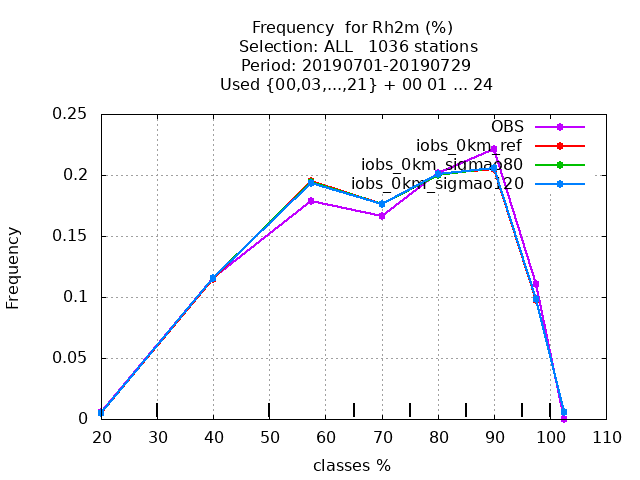 Frequency  for Rh2m (%)
Selection: ALL   1036 stations
Period: 20190701-20190729
Used {00,03,...,21} + 00 01 ... 24
OBS
iobs_0km_ref
iobs_0km_sigmao80
iobs_0km_sigmao120
Frequency
0.25
0.2
0.15
0.1
0.05
0
20 30 40 50 60 70 80 90 100 110
classes %